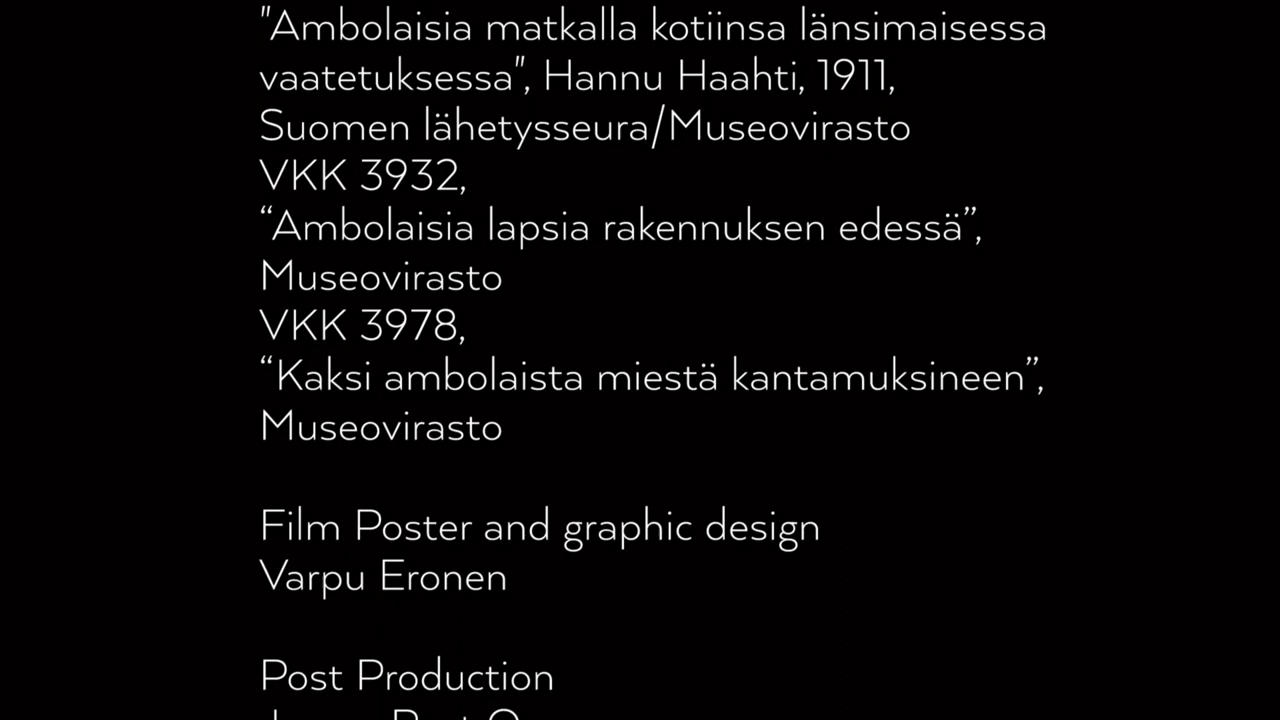 "Ambolaisia matkalla kotiinsa länsimaisessa
vaatetuksessa", Hannu Haahti, 1911,
Suomen lähetysseura/Museovirasto
VKK 3932,
“Ambolaisia lapsia rakennuksen edessä”,
Museovirasto
VKK 3978,
“Kaksi ambolaista miestä kantamuksineen”,
Museovirasto
Film Poster and graphic design
Varpu Eronen
Post Production